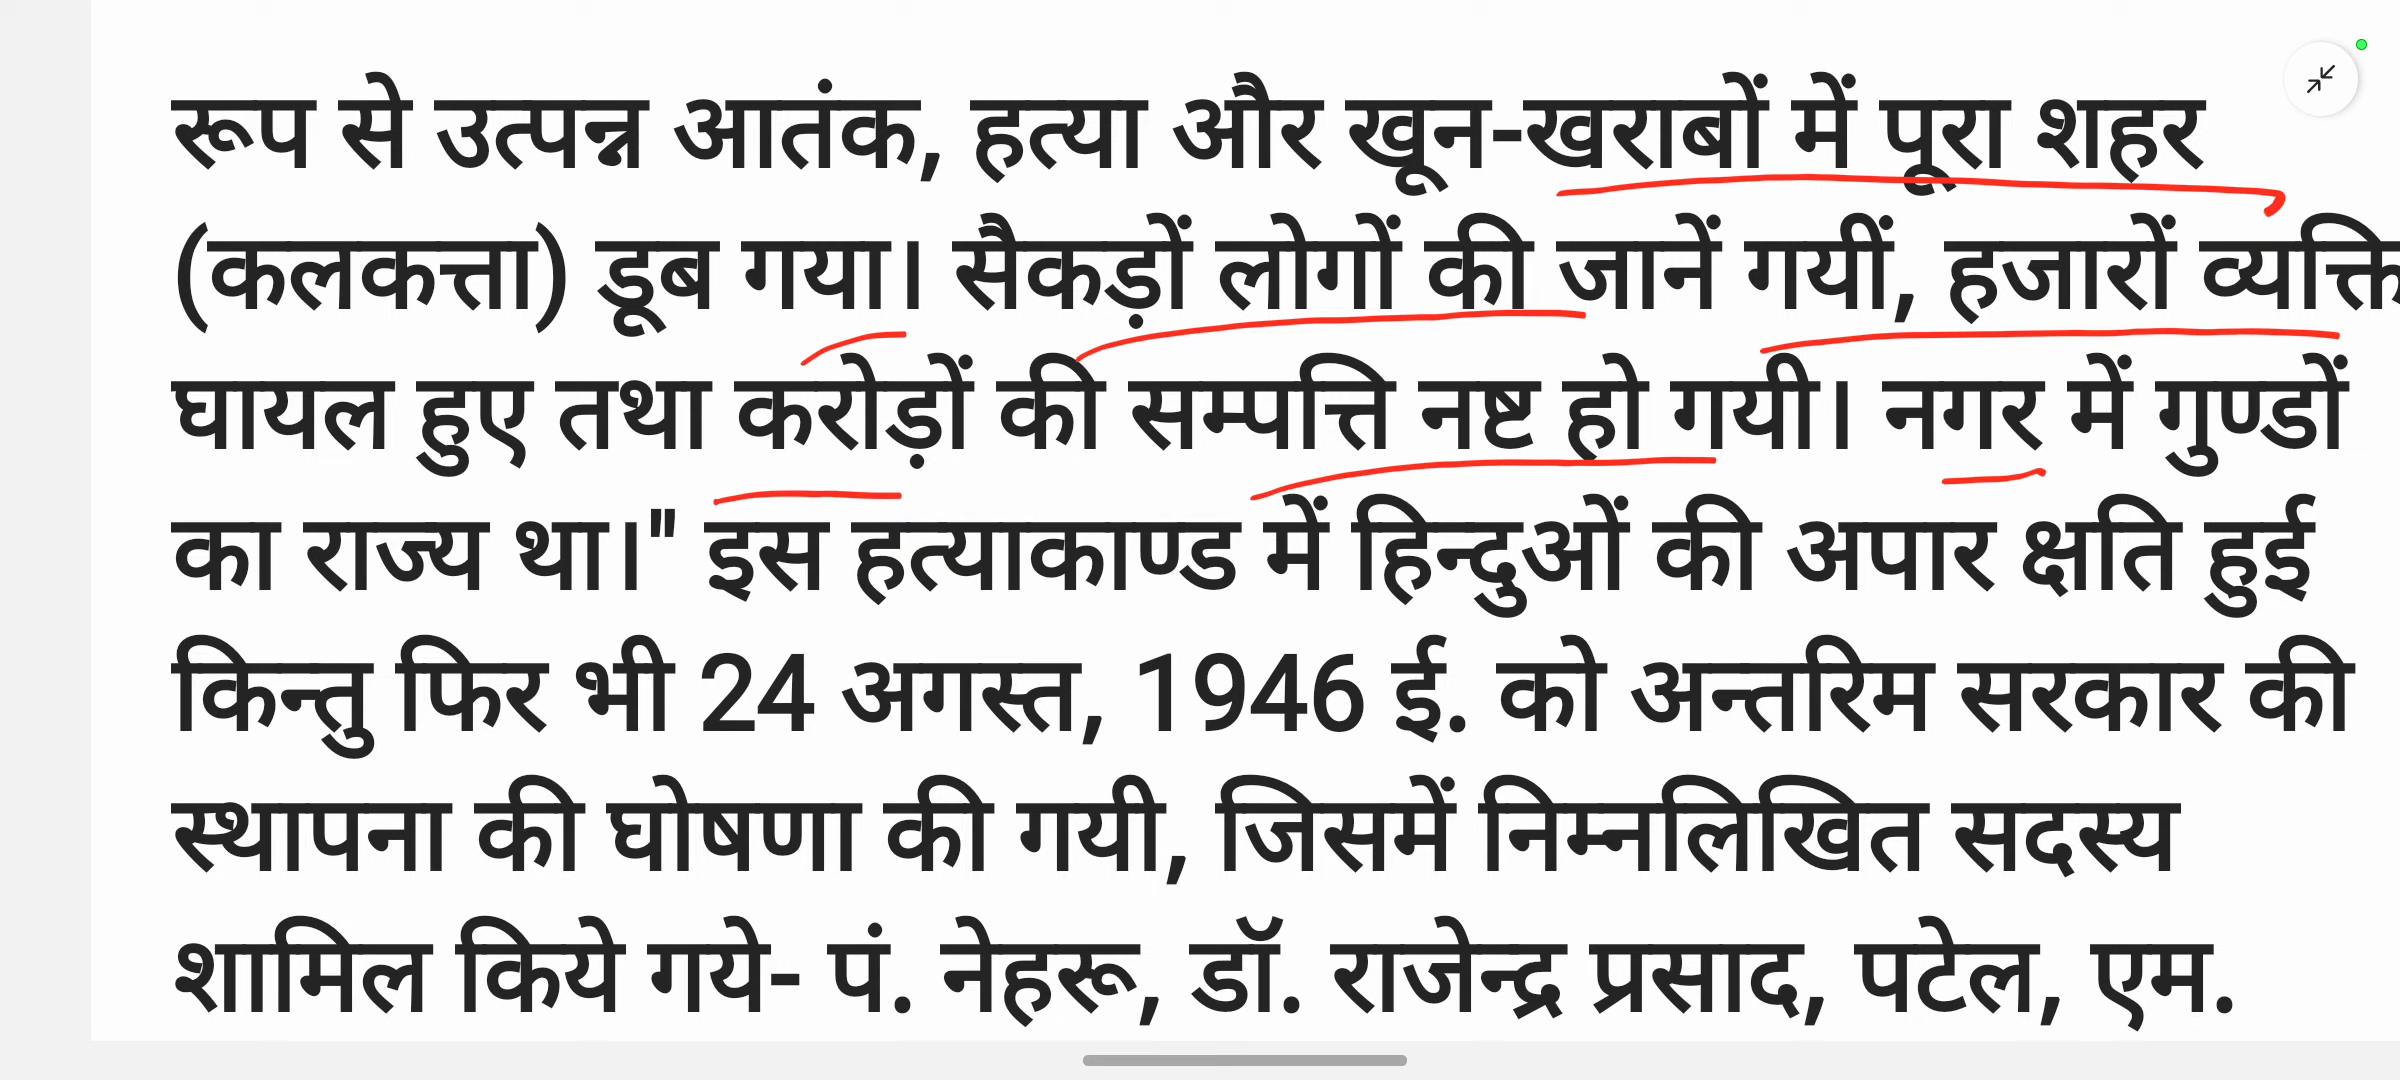 रूप से उत्पन्न आतंक, हत्या और खून-खराबों में पूरा शहर
(कलकत्ता) डूब गया। सैकड़ों लोगों की जानें गयीं, हजारों व्यक्ति
घायल हुए तथा करोड़ों की सम्पत्ति नष्ट हो गयी। नगर में गुण्डों
का राज्य था।" इस हत्याकाण्ड में हिन्दुओं की अपार क्षति हुई
किन्तु फिर भी 24 अगस्त, 1946 ई. को अन्तरिम सरकार की
स्थापना की घोषणा की गयी, जिसमें निम्नलिखित सदस्य
शामिल किये गये- पं. नेहरू, डॉ. राजेन्द्र प्रसाद, पटेल, एम.